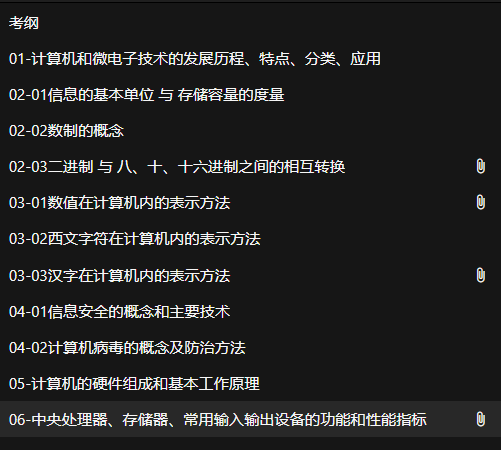 考纲
01-计算机和微电子技术的发展历程、特点、分类、应用
02-01信息的基本单位 与 存储容量的度量
02-02数制的概念
02-03二进制 与 八、十、十六进制之间的相互转换
03-01数值在计算机内的表示方法
03-02西文字符在计算机内的表示方法
03-03汉字在计算机内的表示方法
04-01信息安全的概念和主要技术
04-02计算机病毒的概念及防治方法
05-计算机的硬件组成和基本工作原理
06-中央处理器、存储器、常用输入输出设备的功能和性能指标